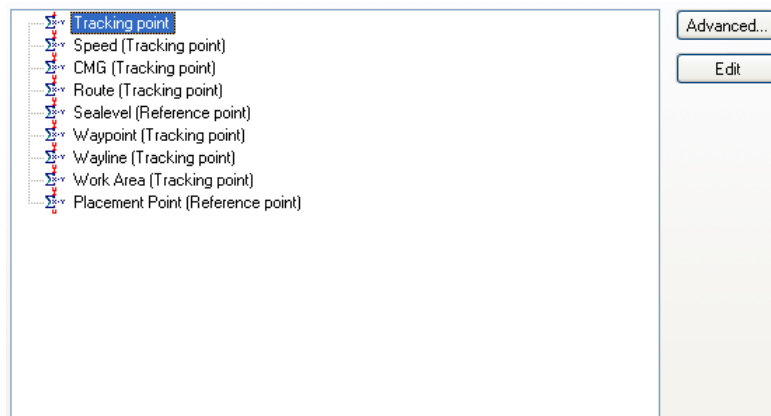 Tracking point
Speed (Tracking point)
CMG (Tracking point)
Route (Tracking point)
Sealevel (Reference point)
Waypoint (Tracking point)
Wayline (Tracking point)
Work Area (Tracking point)
Placement Point (Reference point)
Advanced...
Edit